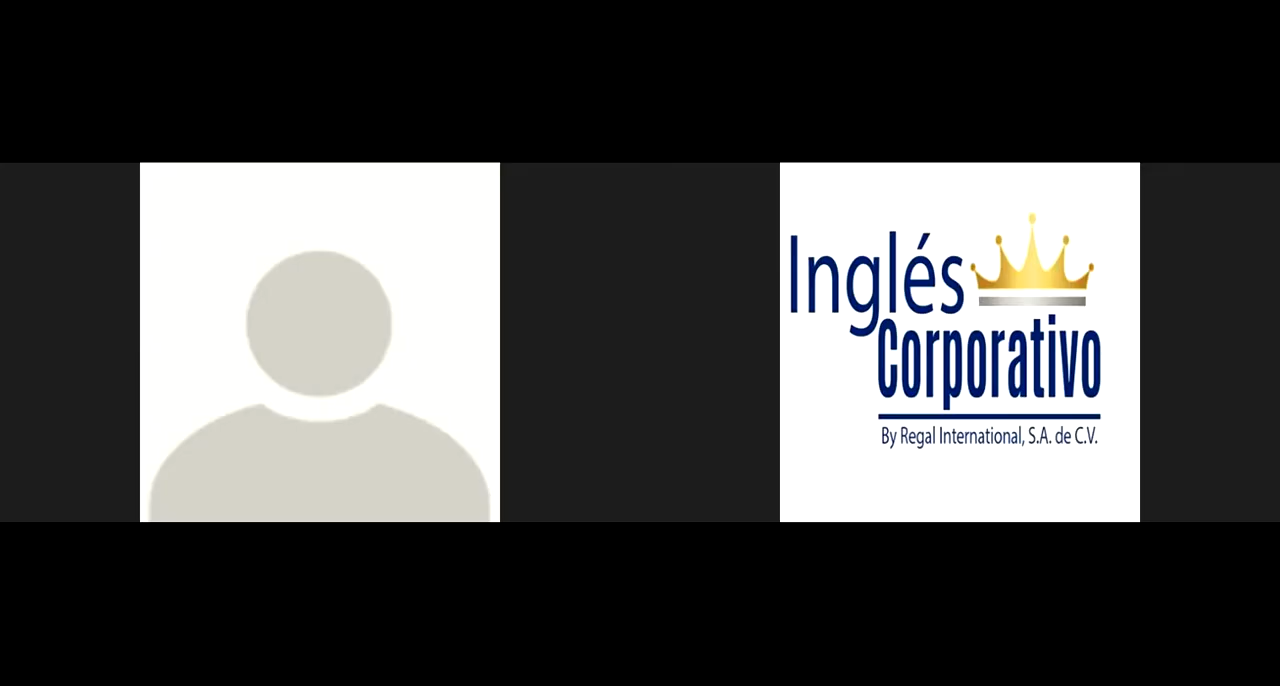 Inglés
Corporativo
By Regal International, S.A. de C.V.